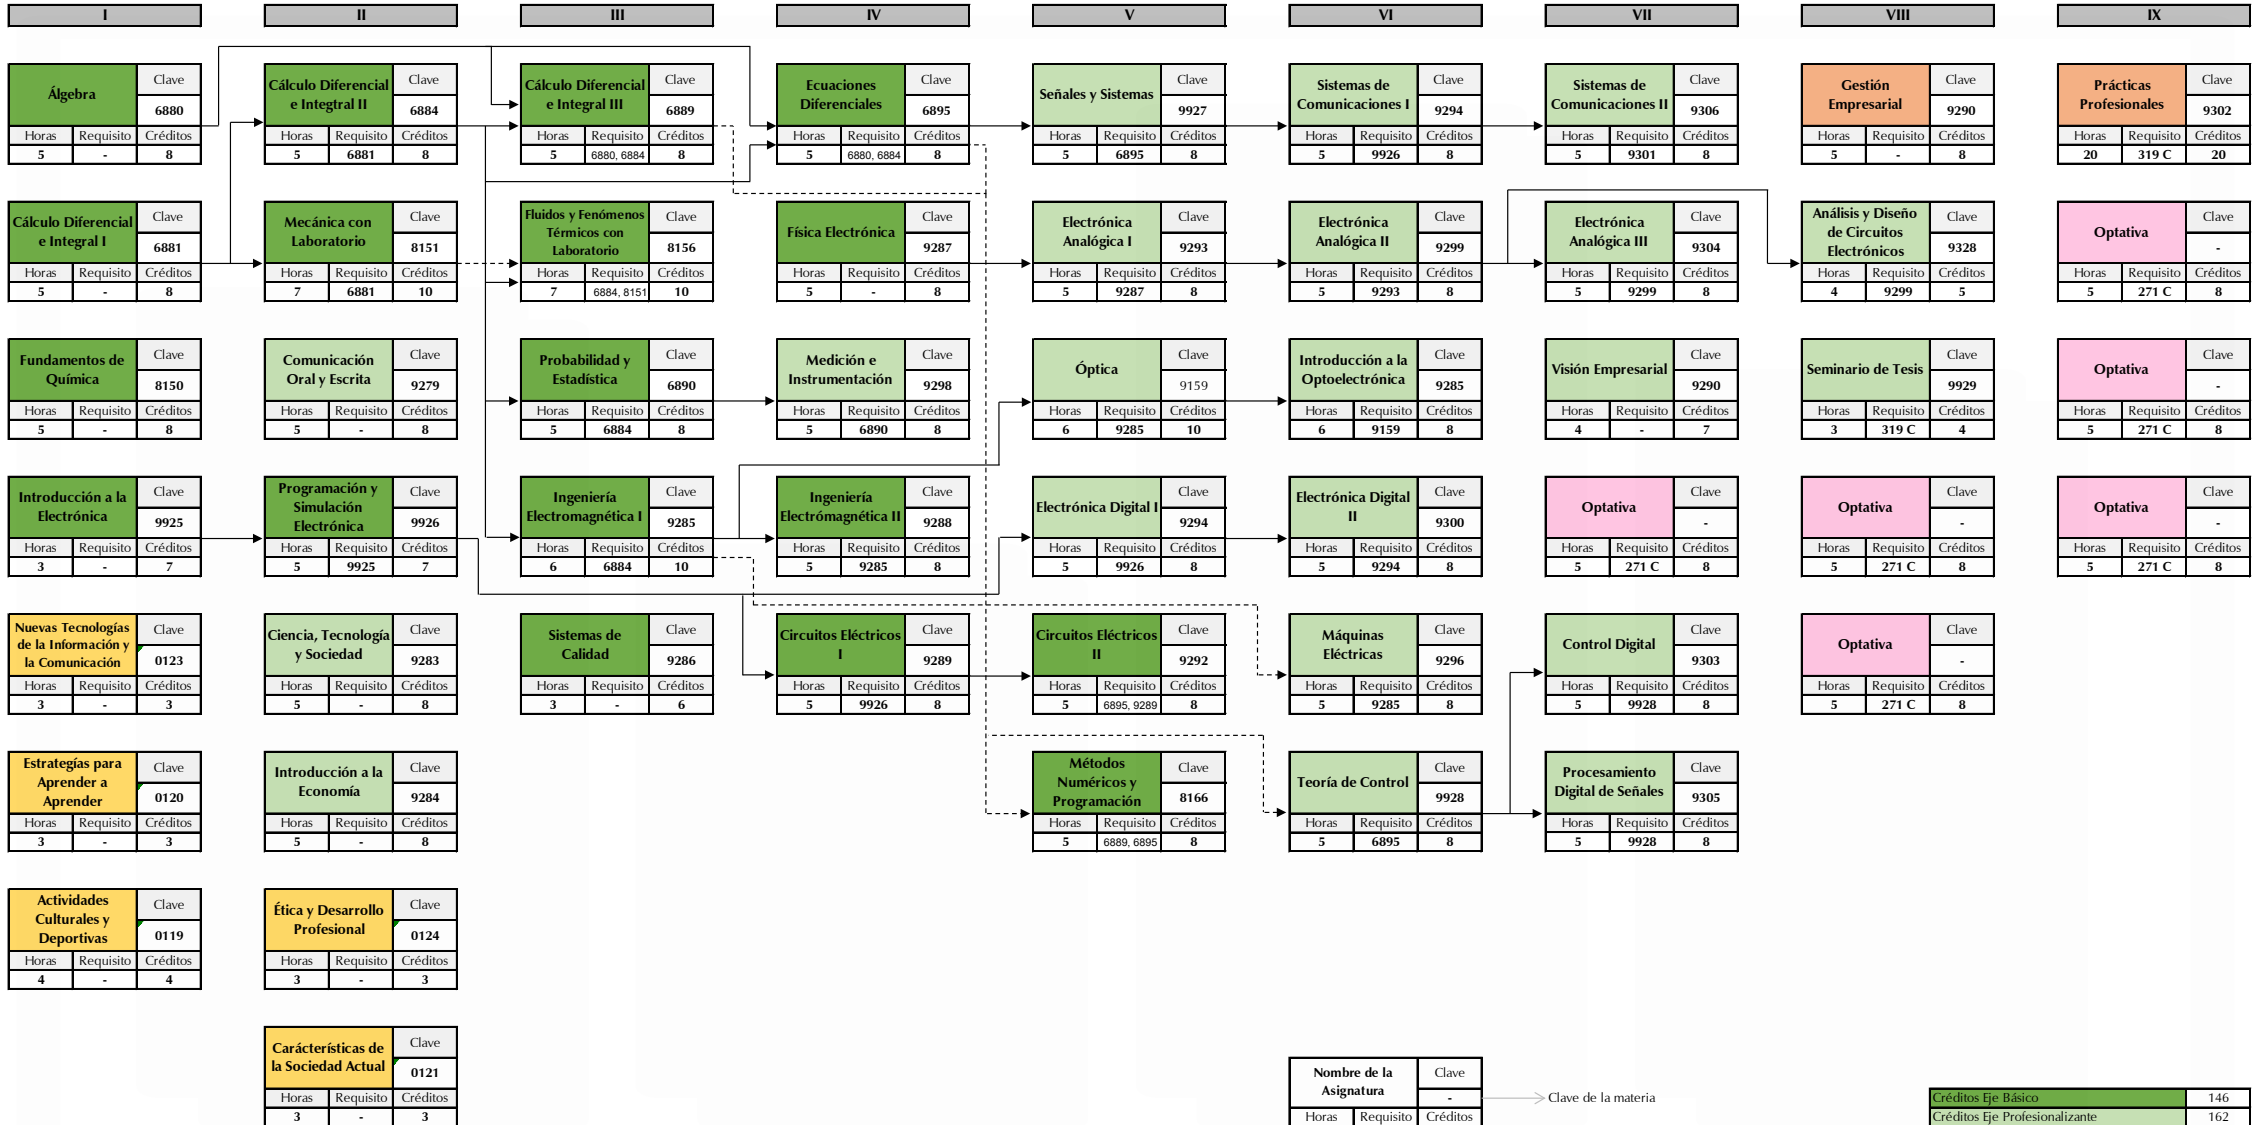 I II III IV V VI VII VIII IX
Álgebra Clave
6880
Horas Requisito Créditos
5 - 8
Cálculo Diferencial e Integtral II Clave
6884
Horas Requisito Créditos
5 6881 8
Cálculo Diferencial e Integral III Clave
6889
Horas Requisito Créditos
5 6880, 6884 8
Ecuaciones Diferenciales Clave
6895
Horas Requisito Créditos
5 6880, 6884 8
Señales y Sistemas Clave
9927
Horas Requisito Créditos
5 6895 8
Sistemas de Comunicaciones I Clave
9294
Horas Requisito Créditos
5 9926 8
Sistemas de Comunicaciones II Clave
9306
Horas Requisito Créditos
5 9301 8
Gestión Empresarial Clave
9290
Horas Requisito Créditos
5 - 8
Prácticas Profesionales Clave
9302
Horas Requisito Créditos
20 319 C 20
Cálculo Diferencial e Integral I Clave
6881
Horas Requisito Créditos
5 - 8
Mecánica con Laboratorio Clave
8151
Horas Requisito Créditos
7 6881 10
Fluidos y Fenómenos Térmicos con Laboratorio Clave
8156
Horas Requisito Créditos
7 6884, 8151 10
Física Electrónica Clave
9287
Horas Requisito Créditos
5 - 8
Electrónica Analógica I Clave
9293
Horas Requisito Créditos
5 9287 8
Electrónica Analógica II Clave
9299
Horas Requisito Créditos
5 9293 8
Electrónica Analógica III Clave
9304
Horas Requisito Créditos
5 9299 8
Análisis y Diseño de Circuitos Electrónicos Clave
9328
Horas Requisito Créditos
4 9299 5
Optativa Clave
-
Horas Requisito Créditos
5 271 C 8
Fundamentos de Química Clave
8150
Horas Requisito Créditos
5 - 8
Comunicación Oral y Escrita Clave
9279
Horas Requisito Créditos
5 - 8
Probabilidad y Estadística Clave
6890
Horas Requisito Créditos
5 6884 8
Medición e Instrumentación Clave
9298
Horas Requisito Créditos
5 6890 8
Óptica Clave
9159
Horas Requisito Créditos
6 9285 10
Introducción a la Optoelectrónica Clave
9285
Horas Requisito Créditos
6 9159 8
Visión Empresarial Clave
9290
Horas Requisito Créditos
4 - 7
Seminario de Tesis Clave
9929
Horas Requisito Créditos
3 319 C 4
Optativa Clave
-
Horas Requisito Créditos
5 271 C 8
Introducción a la Electrónica Clave
9925
Horas Requisito Créditos
3 - 7
Programación y Simulación Electrónica Clave
9926
Horas Requisito Créditos
5 9925 7
Ingeniería Electromagnética I Clave
9285
Horas Requisito Créditos
6 6884 10
Ingeniería Electrómagnética II Clave
9288
Horas Requisito Créditos
5 9285 8
Electrónica Digital I Clave
9294
Horas Requisito Créditos
5 9926 8
Electrónica Digital II Clave
9300
Horas Requisito Créditos
5 9294 8
Optativa Clave
-
Horas Requisito Créditos
5 271 C 8
Optativa Clave
-
Horas Requisito Créditos
5 271 C 8
Optativa Clave
-
Horas Requisito Créditos
5 271 C 8
Nuevas Tecnologías de la Información y la Comunicación Clave
0123
Horas Requisito Créditos
3 - 3
Ciencia, Tecnología y Sociedad Clave
9283
Horas Requisito Créditos
5 - 8
Sistemas de Calidad Clave
9286
Horas Requisito Créditos
3 - 6
Circuitos Eléctricos I Clave
9289
Horas Requisito Créditos
5 9926 8
Circuitos Eléctricos II Clave
9292
Horas Requisito Créditos
5 6895, 9289 8
Máquinas Eléctricas Clave
9296
Horas Requisito Créditos
5 9285 8
Control Digital Clave
9303
Horas Requisito Créditos
5 9928 8
Optativa Clave
-
Horas Requisito Créditos
5 271 C 8
Estrategías para Aprender a Aprender Clave
0120
Horas Requisito Créditos
3 - 3
Introducción a la Economía Clave
9284
Horas Requisito Créditos
5 - 8
Métodos Numéricos y Programación Clave
8166
Horas Requisito Créditos
5 6889, 6895 8
Teoría de Control Clave
9928
Horas Requisito Créditos
5 6895 8
Procesamiento Digital de Señales Clave
9305
Horas Requisito Créditos
5 9928 8
Actividades Culturales y Deportivas Clave
0119
Horas Requisito Créditos
4 - 4
Ética y Desarrollo Profesional Clave
0124
Horas Requisito Créditos
3 - 3
Carácterísticas de la Sociedad Actual Clave
0121
Horas Requisito Créditos
3 - 3
Nombre de la Asignatura Clave
- Clave de la materia
Horas Requisito Créditos
Créditos Eje Básico 146
Créditos Eje Profesionalizante 162